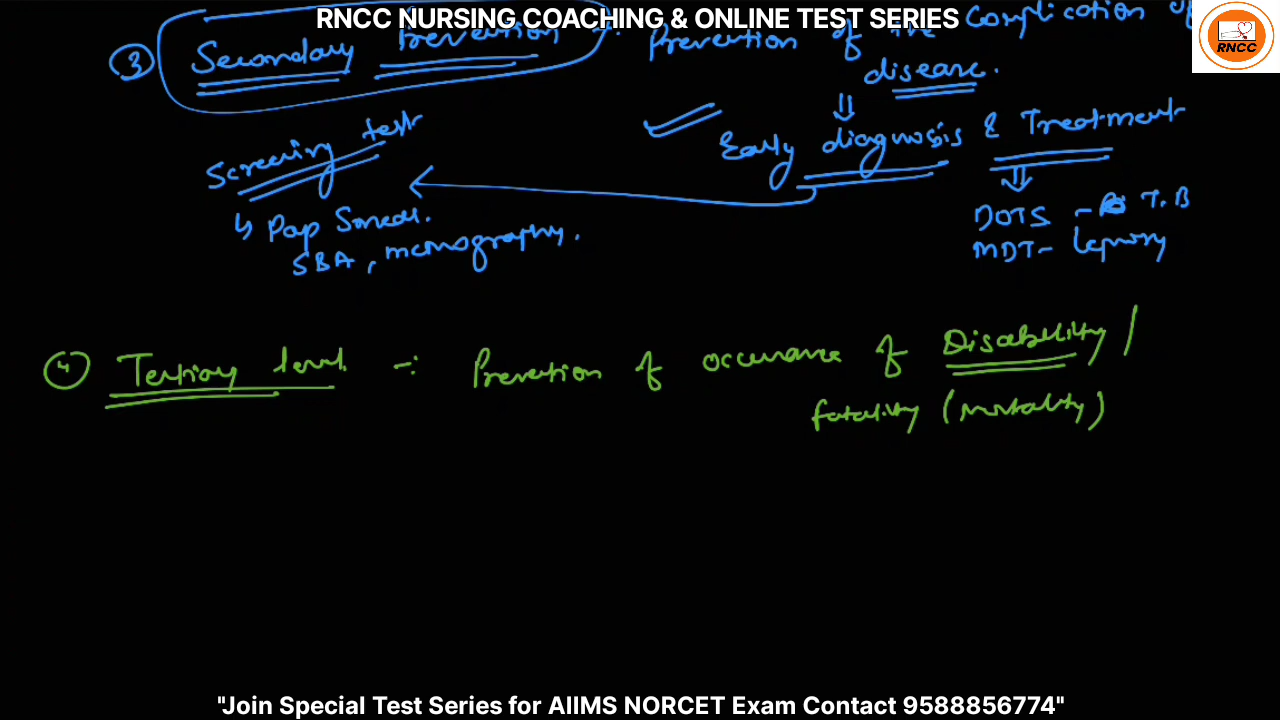 RNCC NURSING COACHING & ONLINE TEST SERIES
RNCC
③ Secondary Prevention :- Prevention of the Complication of
disease.
⇓
Early diagnosis & Treatment
Screening test
↳ Pap Smear.
SBA, memography.
⇓
DOTS - T.B
MDT - Leprosy
④ Tertiary level :- Prevention of occurance of Disability /
fatality (mortality)
"Join Special Test Series for AIIMS NORCET Exam Contact 9588856774"